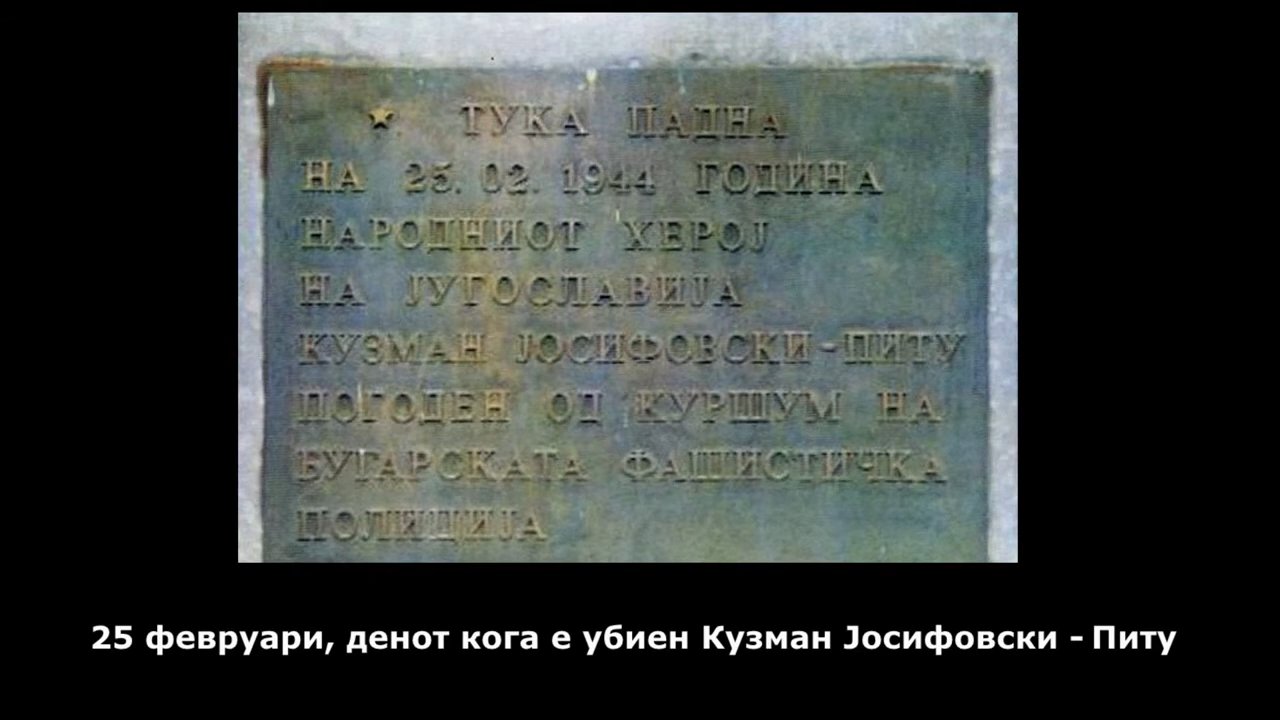 ★ ТУКА ПАДНА
НА 25. 02. 1944 ГОДИНА
НАРОДНИОТ ХЕРОЈ
НА ЈУГОСЛАВИЈА
КУЗМАН ЈОСИФОВСКИ-ПИТУ
ПОГОДЕН ОД КУРШУМ НА
БУГАРСКАТА ФАШИСТИЧКА
ПОЛИЦИЈА
25 февруари, денот кога е убиен Кузман Јосифовски - Питу